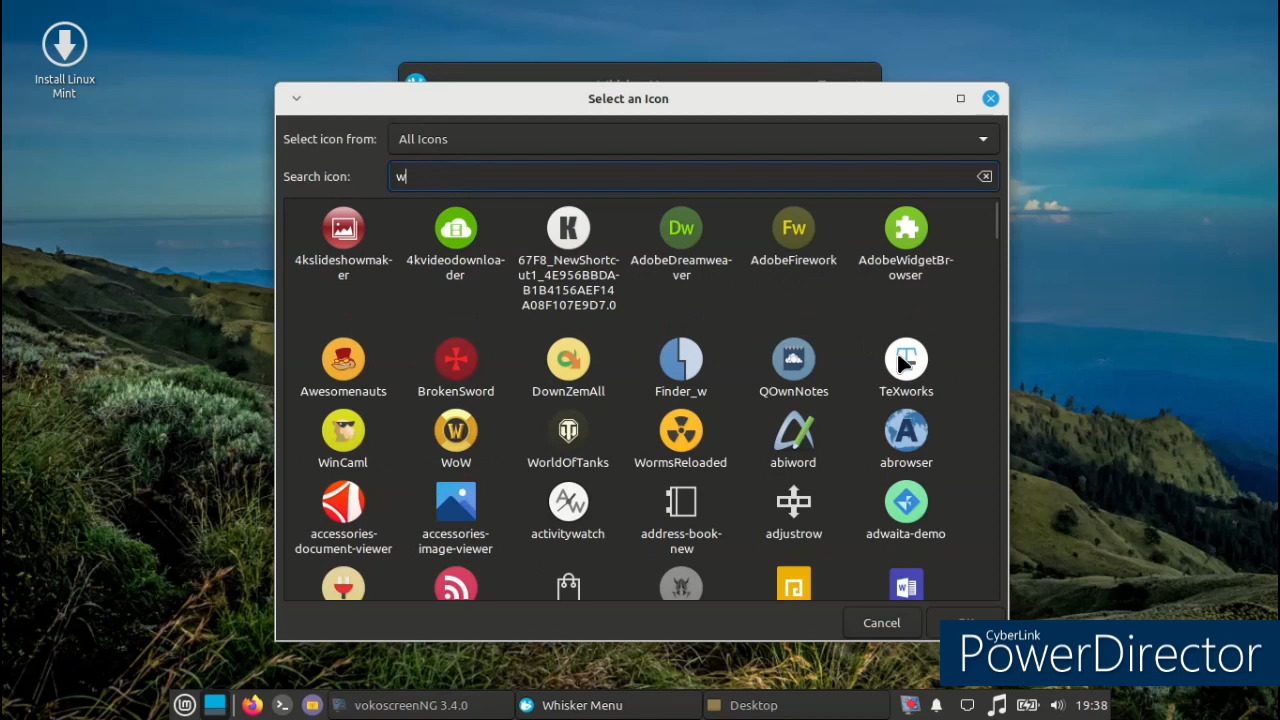 Install Linux
Mint
Select an Icon
Select icon from:
All Icons
Search icon:
w
4kslideshowmak-
er
4kvideodownloa-
der
67F8_NewShortc-
ut1_4E956BBDA-
B1B4156AEF14
A08F107E9D7.0
Dw
AdobeDreamwea-
ver
Fw
AdobeFirework
AdobeWidgetBr-
owser
Awesomenauts
BrokenSword
DownZemAll
Finder_w
QOwnNotes
TeXworks
WinCaml
WoW
WorldOfTanks
WormsReloaded
abiword
abrowser
accessories-
document-viewer
accessories-
image-viewer
activitywatch
address-book-
new
adjustrow
adwaita-demo
Cancel
CyberLink
PowerDirector
vokoscreenNG 3.4.0
Whisker Menu
Desktop
19:38